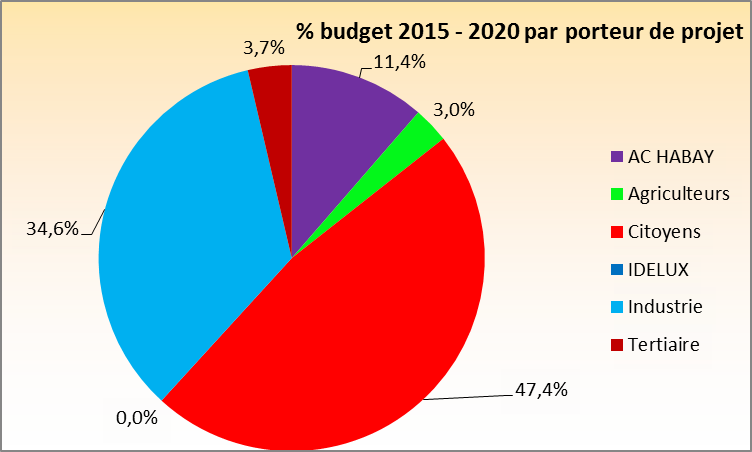 % budget 2015 - 2020 par porteur de projet
3,7%
11,4%
3,0%
AC HABAY
Agriculteurs
Citoyens
IDELUX
Industrie
Tertiaire
34,6%
47,4%
0,0%